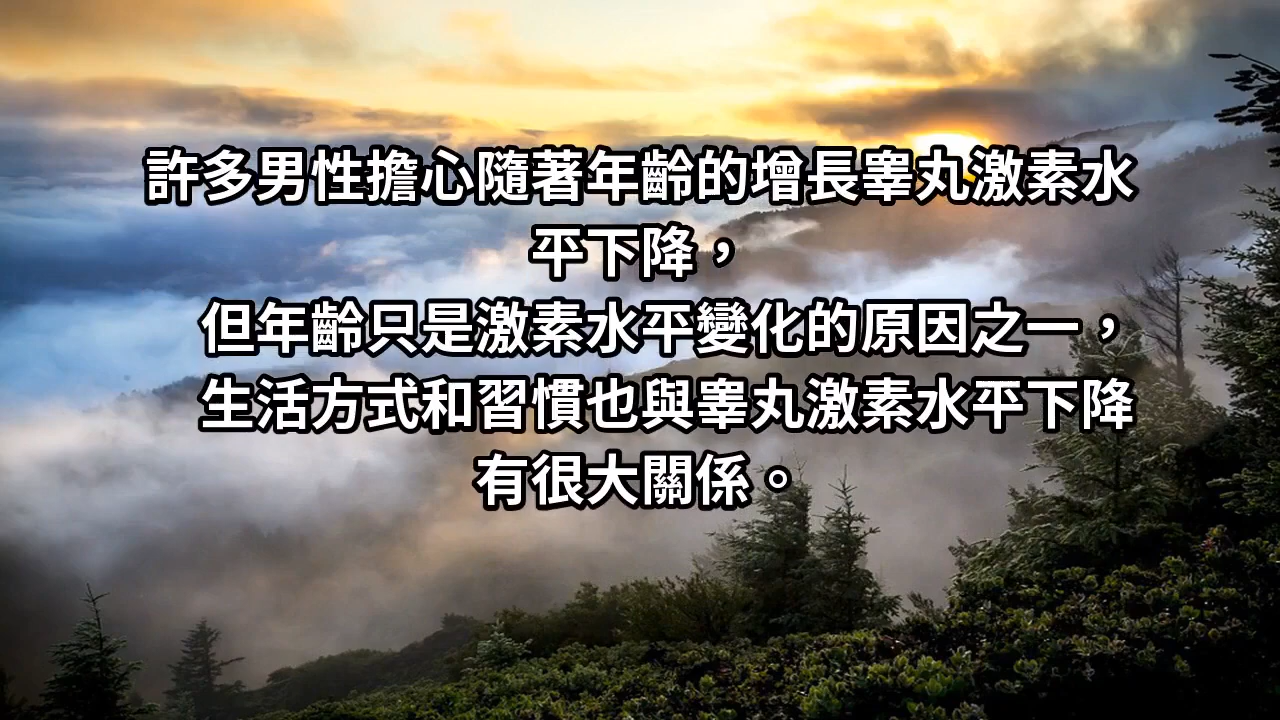 許多男性擔心隨著年齡的增長睾丸激素水
平下降，
但年齡只是激素水平變化的原因之一，
生活方式和習慣也與睾丸激素水平下降
有很大關係。